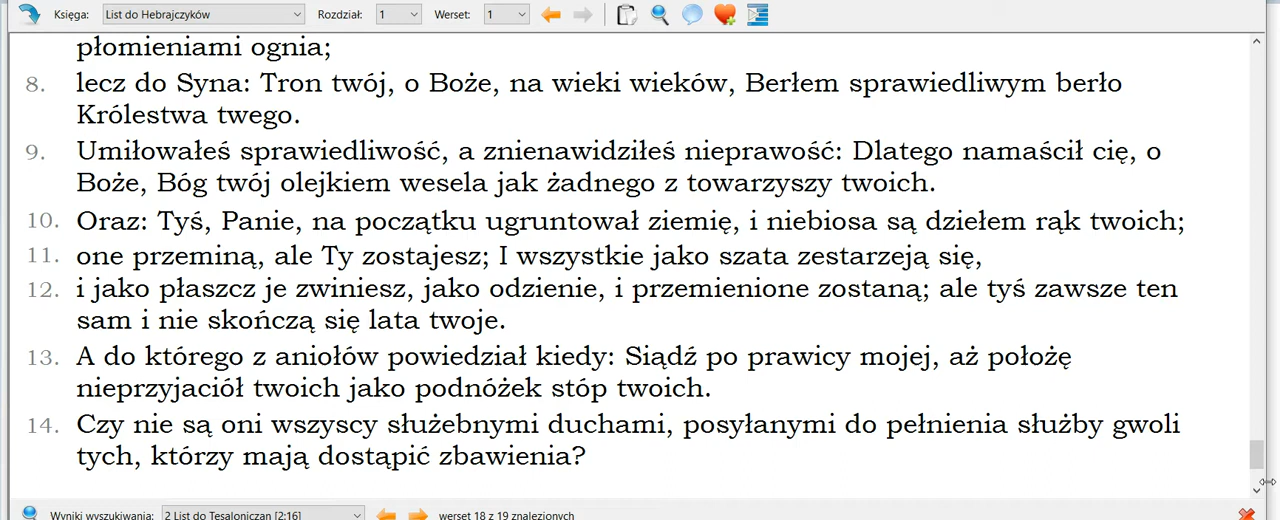 Księga: List do Hebrajczyków Rozdział: 1 Werset: 1
płomieniami ognia;
8. lecz do Syna: Tron twój, o Boże, na wieki wieków, Berłem sprawiedliwym berło
Królestwa twego.
9. Umiłowałeś sprawiedliwość, a znienawidziłeś nieprawość: Dlatego namaścił cię, o
Boże, Bóg twój olejkiem wesela jak żadnego z towarzyszy twoich.
10. Oraz: Tyś, Panie, na początku ugruntował ziemię, i niebiosa są dziełem rąk twoich;
11. one przeminą, ale Ty zostajesz; I wszystkie jako szata zestarzeją się,
12. i jako płaszcz je zwiniesz, jako odzienie, i przemienione zostaną; ale tyś zawsze ten
sam i nie skończą się lata twoje.
13. A do którego z aniołów powiedział kiedy: Siądź po prawicy mojej, aż położę
nieprzyjaciół twoich jako podnóżek stóp twoich.
14. Czy nie są oni wszyscy służebnymi duchami, posyłanymi do pełnienia służby gwoli
tych, którzy mają dostąpić zbawienia?
Wyniki wyszukiwania: 2 List do Tesaloniczan [2:16] werset 18 z 19 znalezionych